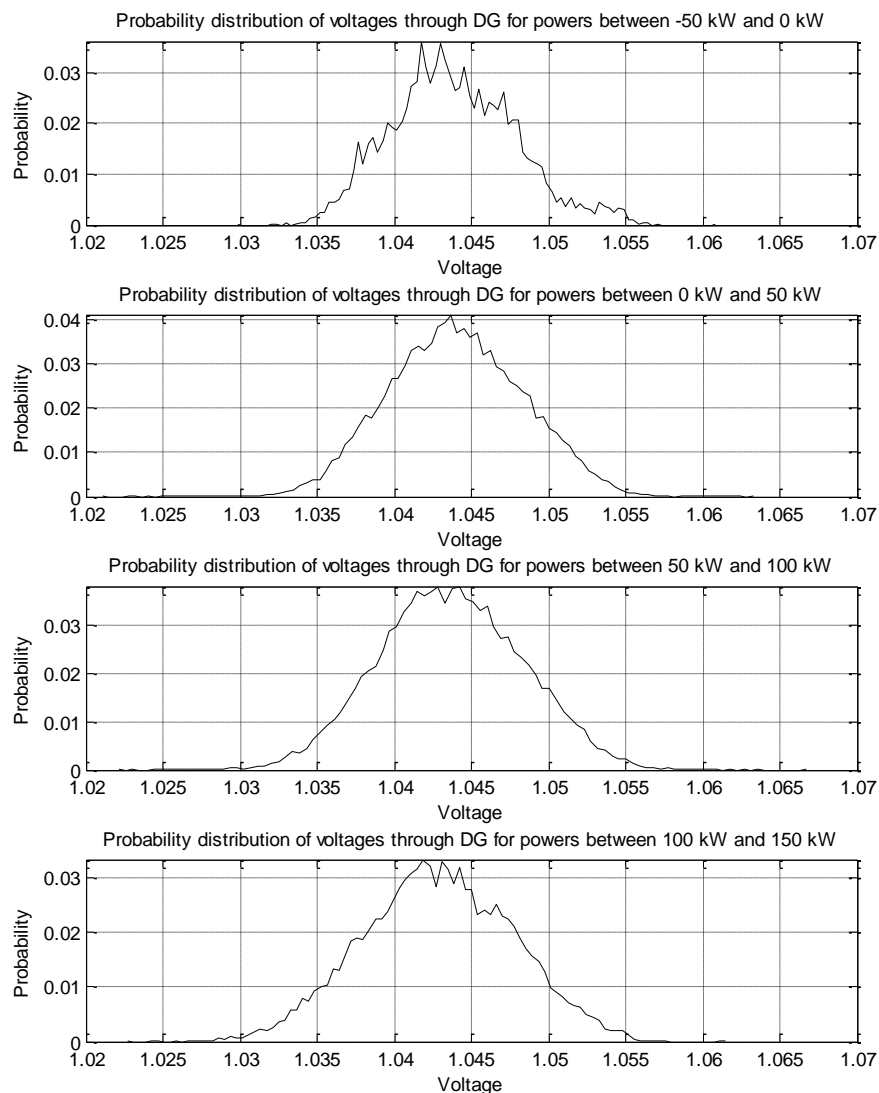 Probability distribution of voltages through DG for powers between -50 kW and 0 kW
Probability
0.03
0.02
0.01
0
1.02 1.025 1.03 1.035 1.04 1.045 1.05 1.055 1.06 1.065 1.07
Voltage
Probability distribution of voltages through DG for powers between 0 kW and 50 kW
Probability
0.04
0.03
0.02
0.01
0
1.02 1.025 1.03 1.035 1.04 1.045 1.05 1.055 1.06 1.065 1.07
Voltage
Probability distribution of voltages through DG for powers between 50 kW and 100 kW
Probability
0.03
0.02
0.01
0
1.02 1.025 1.03 1.035 1.04 1.045 1.05 1.055 1.06 1.065 1.07
Voltage
Probability distribution of voltages through DG for powers between 100 kW and 150 kW
Probability
0.03
0.02
0.01
0
1.02 1.025 1.03 1.035 1.04 1.045 1.05 1.055 1.06 1.065 1.07
Voltage